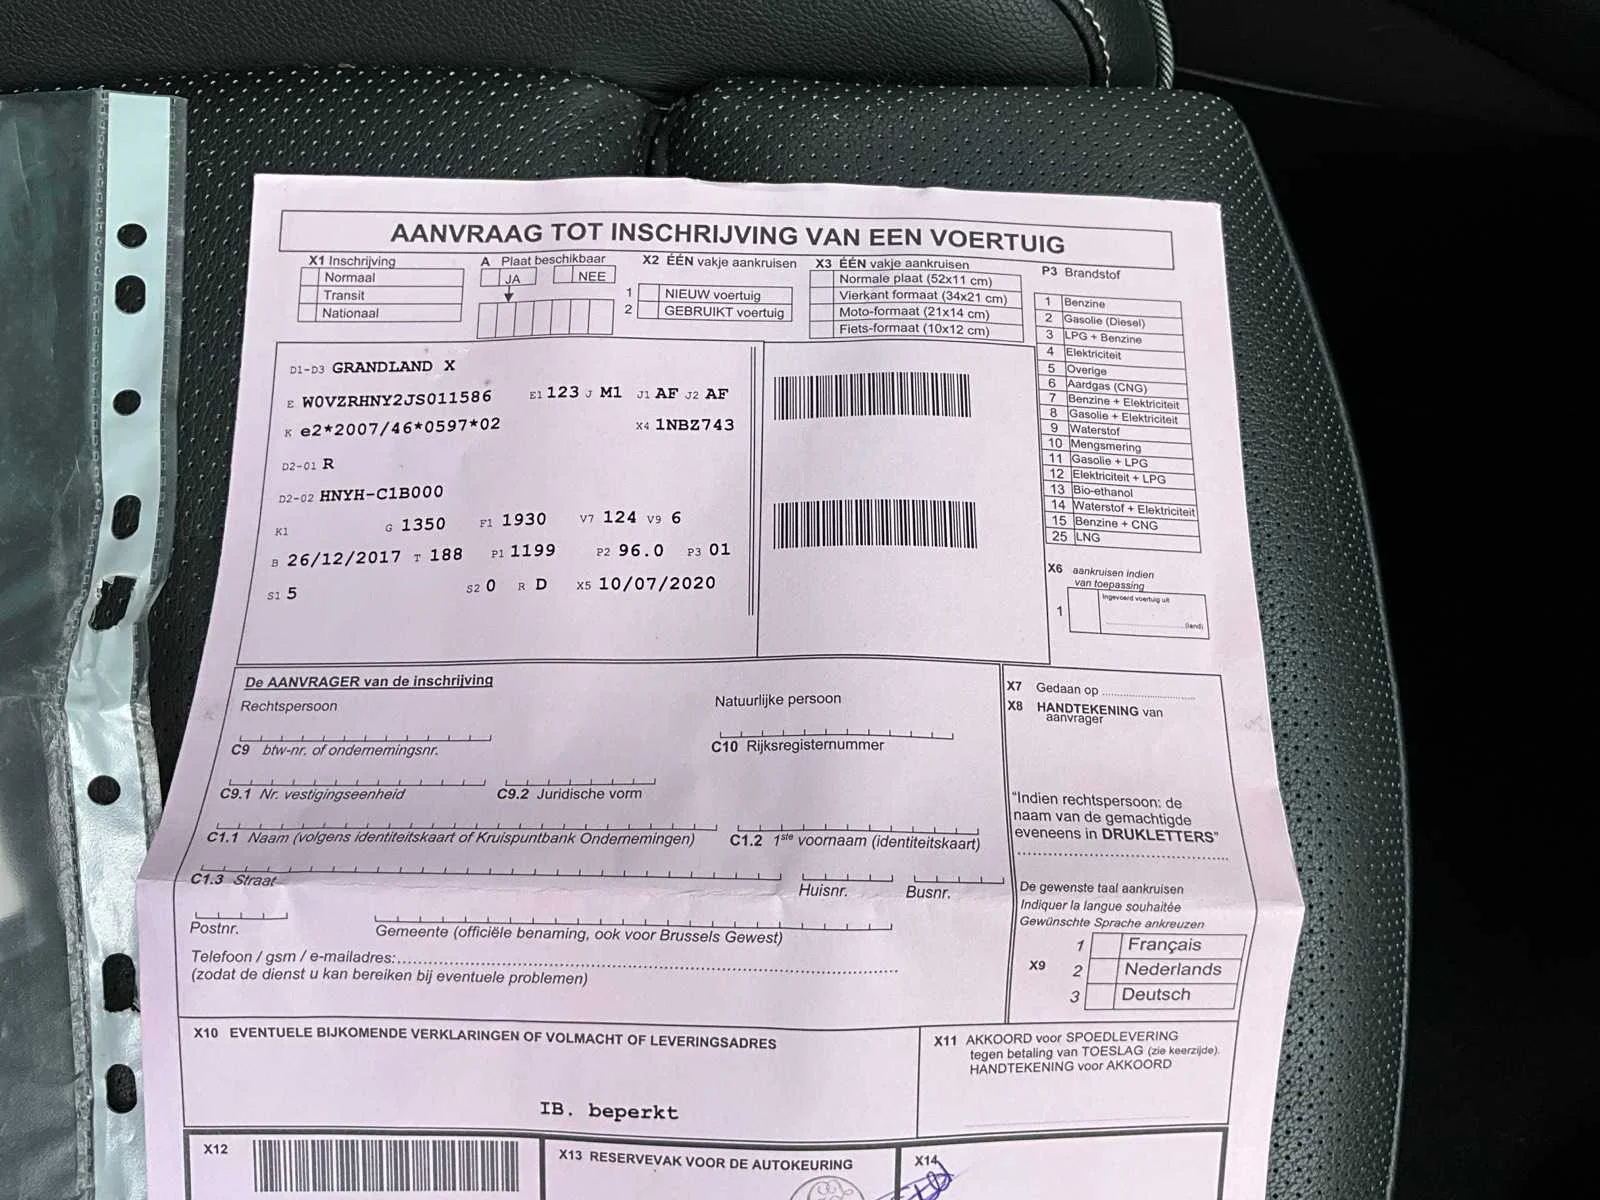 AANVRAAG TOT INSCHRIJVING VAN EEN VOERTUIG
X1 Inschrijving
Normaal
Transit
Nationaal
A Plaat beschikbaar
JA
NEE
X2 ÉÉN vakje aankruisen
1 NIEUW voertuig
2 GEBRUIKT voertuig
X3 ÉÉN vakje aankruisen
Normale plaat (52x11 cm)
Vierkant formaat (34x21 cm)
Moto-formaat (21x14 cm)
Fiets-formaat (10x12 cm)
P3 Brandstof
1 Benzine
2 Gasolie (Diesel)
3 LPG + Benzine
4 Elektriciteit
5 Overige
6 Aardgas (CNG)
7 Benzine + Elektriciteit
8 Gasolie + Elektriciteit
9 Waterstof
10 Mengsmering
11 Gasolie + LPG
12 Elektriciteit + LPG
13 Bio-ethanol
14 Waterstof + Elektriciteit
15 Benzine + CNG
25 LNG
D1-D3 GRANDLAND X
E W0VZRHNY2JS011586 E1 123 J M1 J1 AF J2 AF
K e2*2007/46*0597*02 X4 1NBZ743
D2-01 R
D2-02 HNYH-C1B000
K1 G 1350 F1 1930 V7 124 V9 6
B 26/12/2017 T 188 P1 1199 P2 96.0 P3 01
S1 5 S2 0 R D X5 10/07/2020
X6 aankruisen indien
van toepassing
1
Ingevoerd voertuig uit
(land)
De AANVRAGER van de inschrijving
Rechtspersoon
Natuurlijke persoon
C9 btw-nr. of ondernemingsnr.
C10 Rijksregisternummer
C9.1 Nr. vestigingseenheid
C9.2 Juridische vorm
C1.1 Naam (volgens identiteitskaart of Kruispuntbank Ondernemingen)
C1.2 1ste voornaam (identiteitskaart)
C1.3 Straat
Huisnr.
Busnr.
Postnr.
Gemeente (officiële benaming, ook voor Brussels Gewest)
Telefoon / gsm / e-mailadres:
(zodat de dienst u kan bereiken bij eventuele problemen)
X7 Gedaan op
X8 HANDTEKENING van
aanvrager
"Indien rechtspersoon: de
naam van de gemachtigde
eveneens in DRUKLETTERS"
De gewenste taal aankruisen
Indiquer la langue souhaitée
Gewünschte Sprache ankreuzen
X9
1 Français
2 Nederlands
3 Deutsch
X10 EVENTUELE BIJKOMENDE VERKLARINGEN OF VOLMACHT OF LEVERINGSADRES
IB. beperkt
X11 AKKOORD voor SPOEDLEVERING
tegen betaling van TOESLAG (zie keerzijde).
HANDTEKENING voor AKKOORD
X12
X13 RESERVEVAK VOOR DE AUTOKEURING
X14